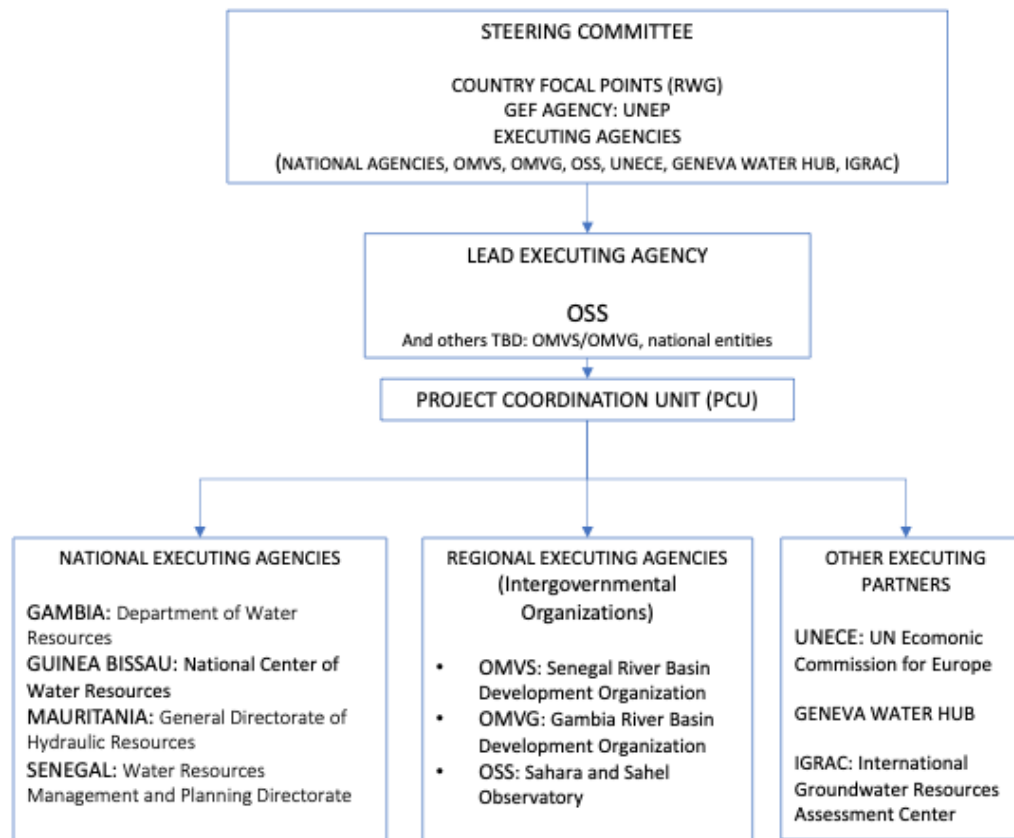 STEERING COMMITTEE
COUNTRY FOCAL POINTS (RWG)
GEF AGENCY: UNEP
EXECUTING AGENCIES
(NATIONAL AGENCIES, OMVS, OMVG, OSS, UNECE, GENEVA WATER HUB, IGRAC)
LEAD EXECUTING AGENCY
OSS
And others TBD: OMVS/OMVG, national entities
PROJECT COORDINATION UNIT (PCU)
NATIONAL EXECUTING AGENCIES
GAMBIA: Department of Water
Resources
GUINEA BISSAU: National Center of
Water Resources
MAURITANIA: General Directorate of
Hydraulic Resources
SENEGAL: Water Resources
Management and Planning Directorate
REGIONAL EXECUTING AGENCIES
(Intergovernmental
Organizations)
• OMVS: Senegal River Basin
Development Organization
• OMVG: Gambia River Basin
Development Organization
• OSS: Sahara and Sahel
Observatory
OTHER EXECUTING
PARTNERS
UNECE: UN Ecomonic
Commission for Europe
GENEVA WATER HUB
IGRAC: International
Groundwater Resources
Assessment Center